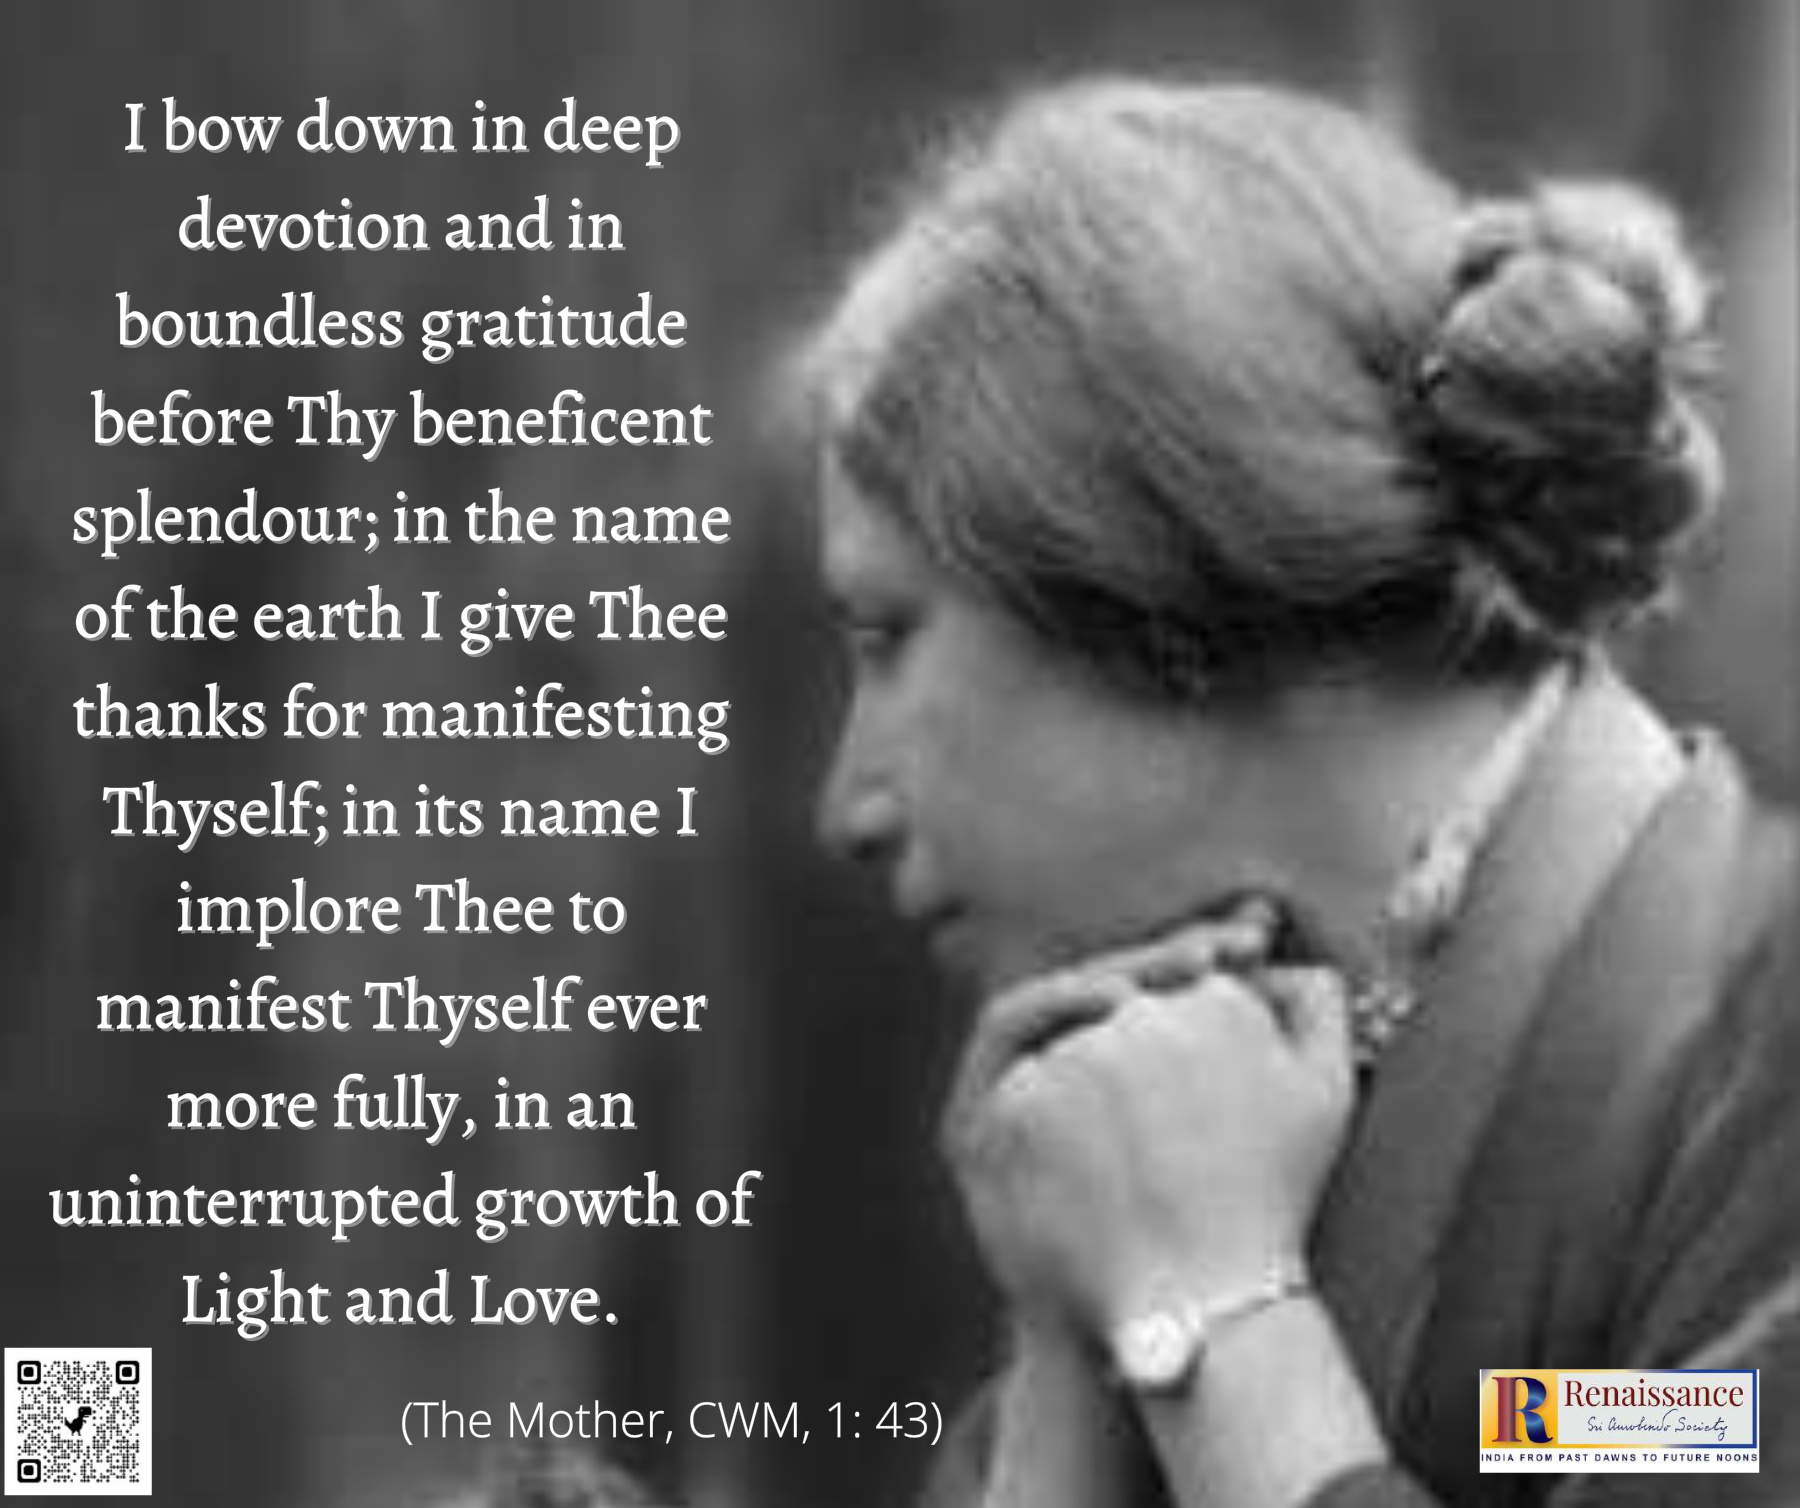 I bow down in deep
devotion and in
boundless gratitude
before Thy beneficent
splendour; in the name
of the earth I give Thee
thanks for manifesting
Thyself; in its name I
implore Thee to
manifest Thyself ever
more fully, in an
uninterrupted growth of
Light and Love.
(The Mother, CWM, 1: 43)
R Renaissance
Sri Aurobindo Society
INDIA FROM PAST DAWNS TO FUTURE NOONS